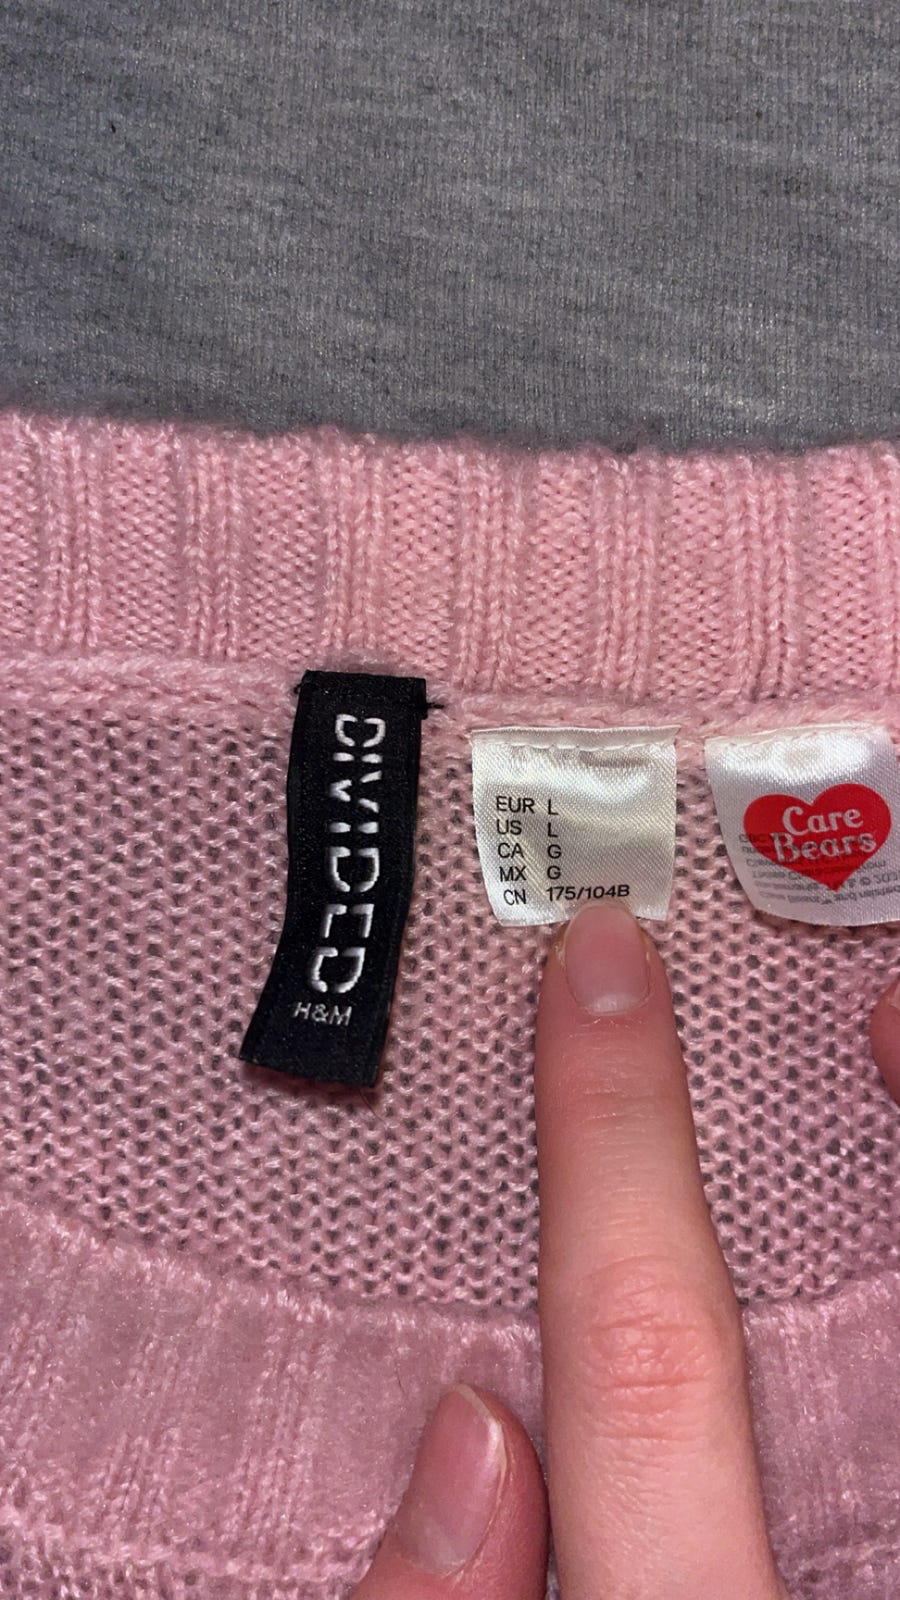 DIVIDED
H&M
EUR L
US L
CA G
MX G
CN 175/104B
Care
Bears